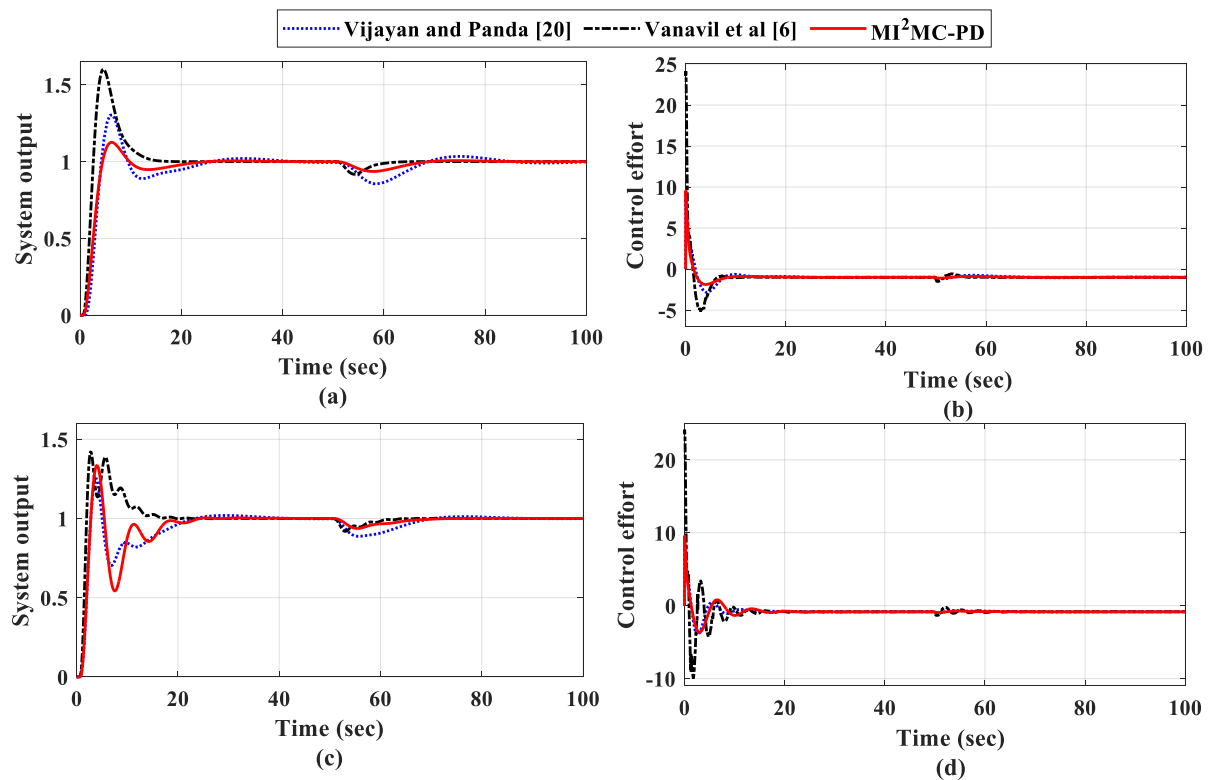 Vijayan and Panda [20] Vanavil et al [6] MI²MC-PD
System output
1.5
1
0.5
0
0 20 40 60 80 100
Time (sec)
(a)
Control effort
25
20
15
10
5
0
-5
0 20 40 60 80 100
Time (sec)
(b)
System output
1.5
1
0.5
0
0 20 40 60 80 100
Time (sec)
(c)
Control effort
20
10
0
-10
0 20 40 60 80 100
Time (sec)
(d)